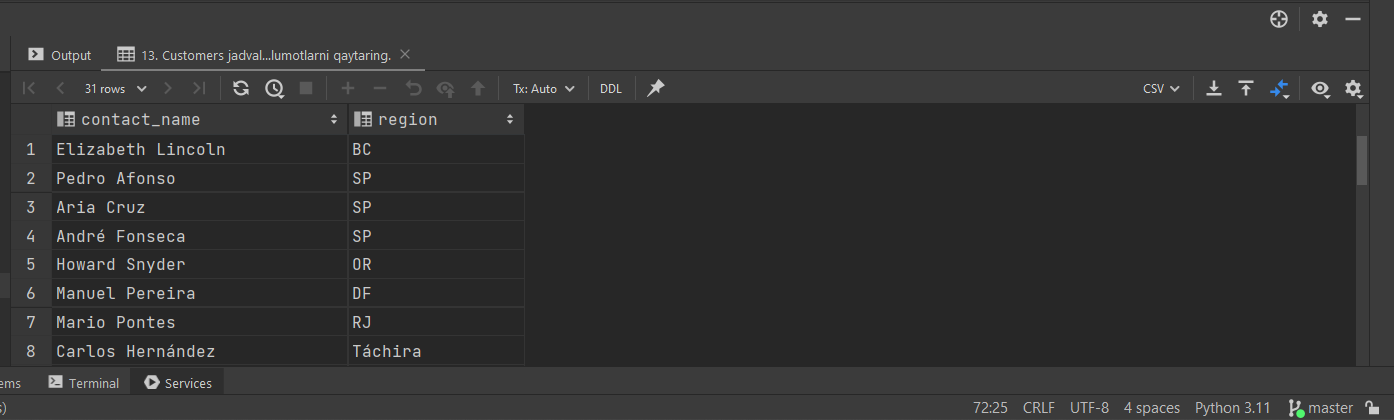 Output 13. Customers jadval...lumotlarni qaytaring.
31 rows Tx: Auto DDL CSV
contact_name region
1 Elizabeth Lincoln BC
2 Pedro Afonso SP
3 Aria Cruz SP
4 André Fonseca SP
5 Howard Snyder OR
6 Manuel Pereira DF
7 Mario Pontes RJ
8 Carlos Hernández Táchira
ems Terminal Services
s) 72:25 CRLF UTF-8 4 spaces Python 3.11 master